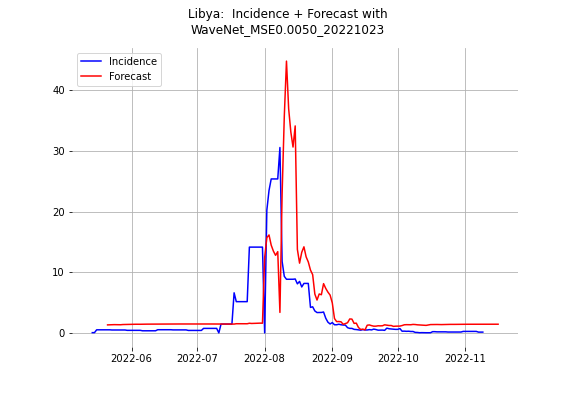 Libya:  Incidence + Forecast with
WaveNet_MSE0.0050_20221023
Incidence
Forecast
40
30
20
10
0
2022-06 2022-07 2022-08 2022-09 2022-10 2022-11